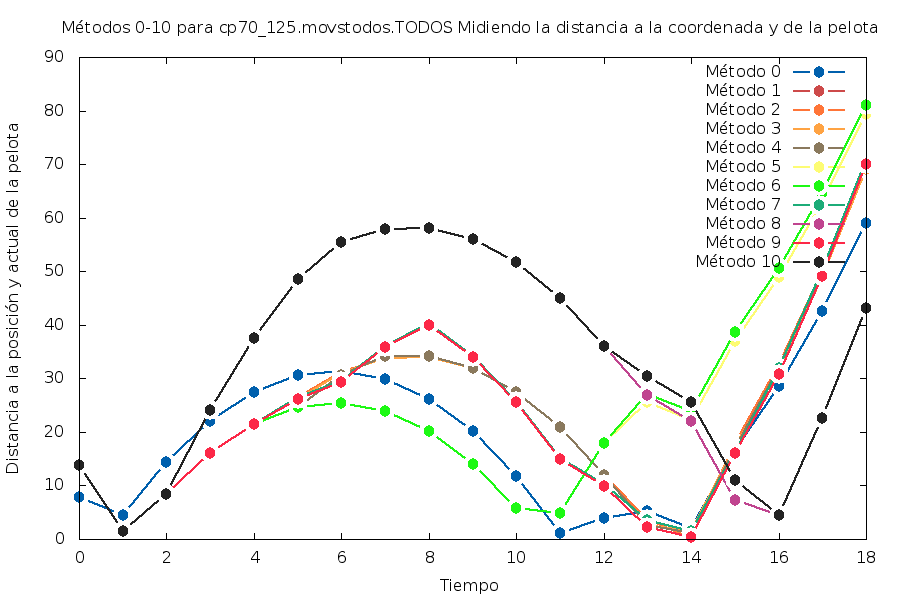 Métodos 0-10 para cp70_125.movstodos.TODOS Midiendo la distancia a la coordenada y de la pelota
Distancia a la posición y actual de la pelota
90
80
70
60
50
40
30
20
10
0
Método 0
Método 1
Método 2
Método 3
Método 4
Método 5
Método 6
Método 7
Método 8
Método 9
Método 10
0 2 4 6 8 10 12 14 16 18
Tiempo